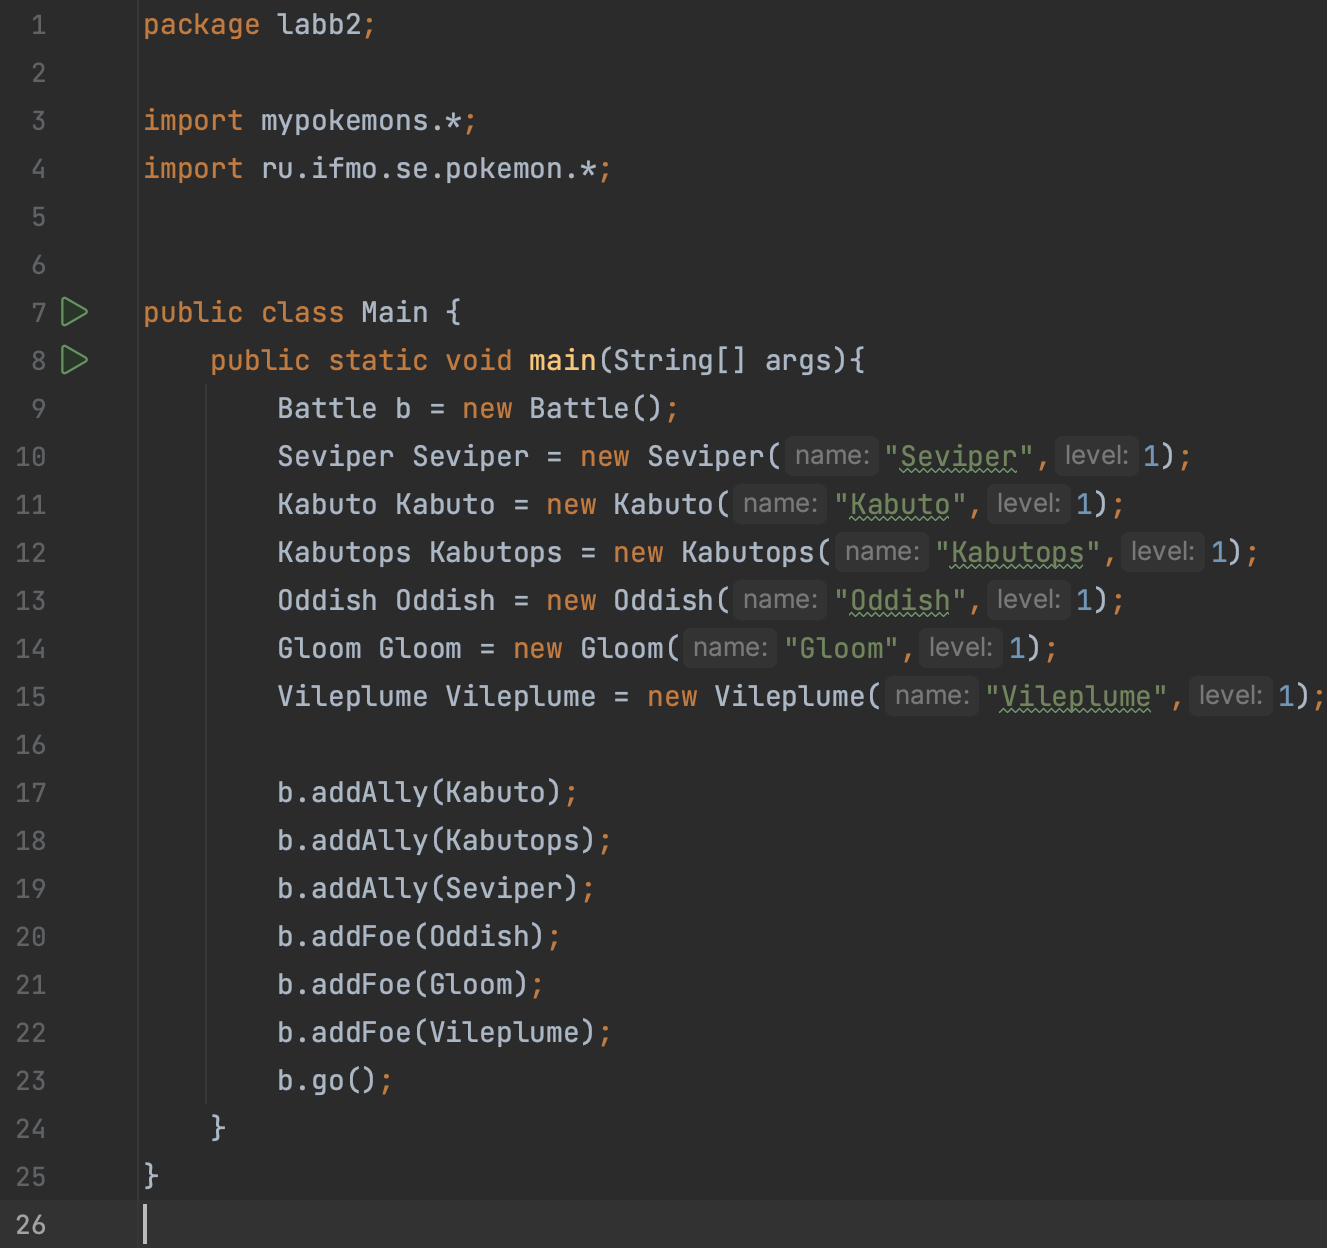 1 package labb2;
2
3 import mypokemons.*;
4 import ru.ifmo.se.pokemon.*;
5
6
7 public class Main {
8 public static void main(String[] args){
9 Battle b = new Battle();
10 Seviper Seviper = new Seviper( name: "Seviper", level: 1);
11 Kabuto Kabuto = new Kabuto( name: "Kabuto", level: 1);
12 Kabutops Kabutops = new Kabutops( name: "Kabutops", level: 1);
13 Oddish Oddish = new Oddish( name: "Oddish", level: 1);
14 Gloom Gloom = new Gloom( name: "Gloom", level: 1);
15 Vileplume Vileplume = new Vileplume( name: "Vileplume", level: 1);
16
17 b.addAlly(Kabuto);
18 b.addAlly(Kabutops);
19 b.addAlly(Seviper);
20 b.addFoe(Oddish);
21 b.addFoe(Gloom);
22 b.addFoe(Vileplume);
23 b.go();
24 }
25 }
26